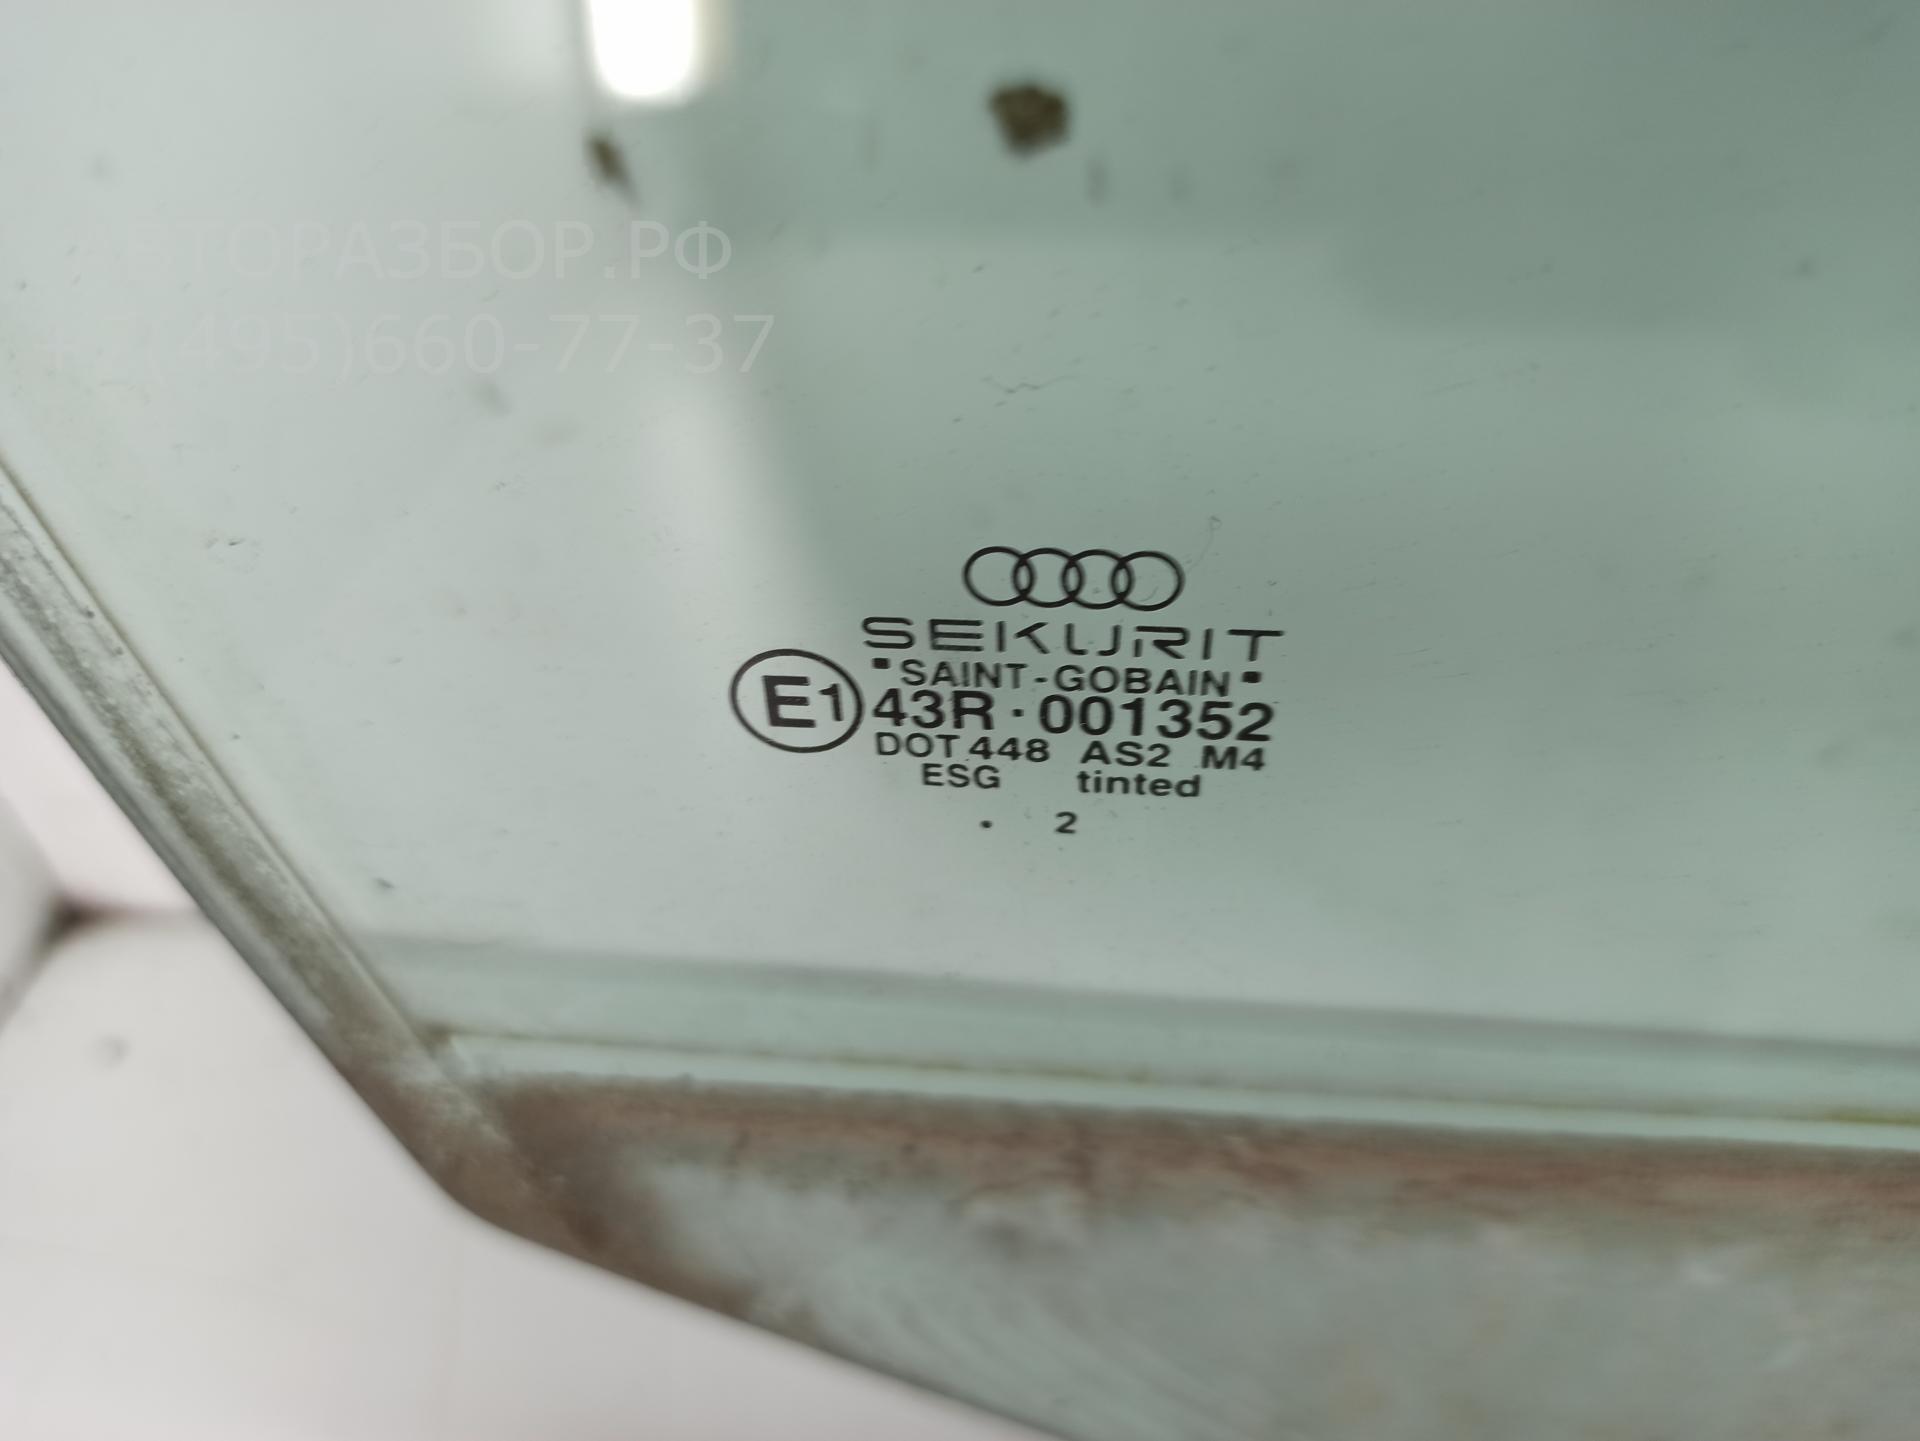 АВТОРАЗБОР.РФ
+7(495)660-77-37
SEKURIT
SAINT-GOBAIN
E1 43R·001352
DOT 448 AS2 M4
ESG tinted
. 2